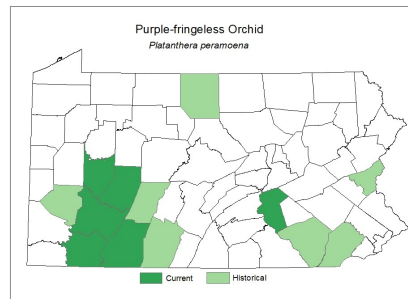 Purple-fringeless Orchid
Platanthera peramoena
Current
Historical